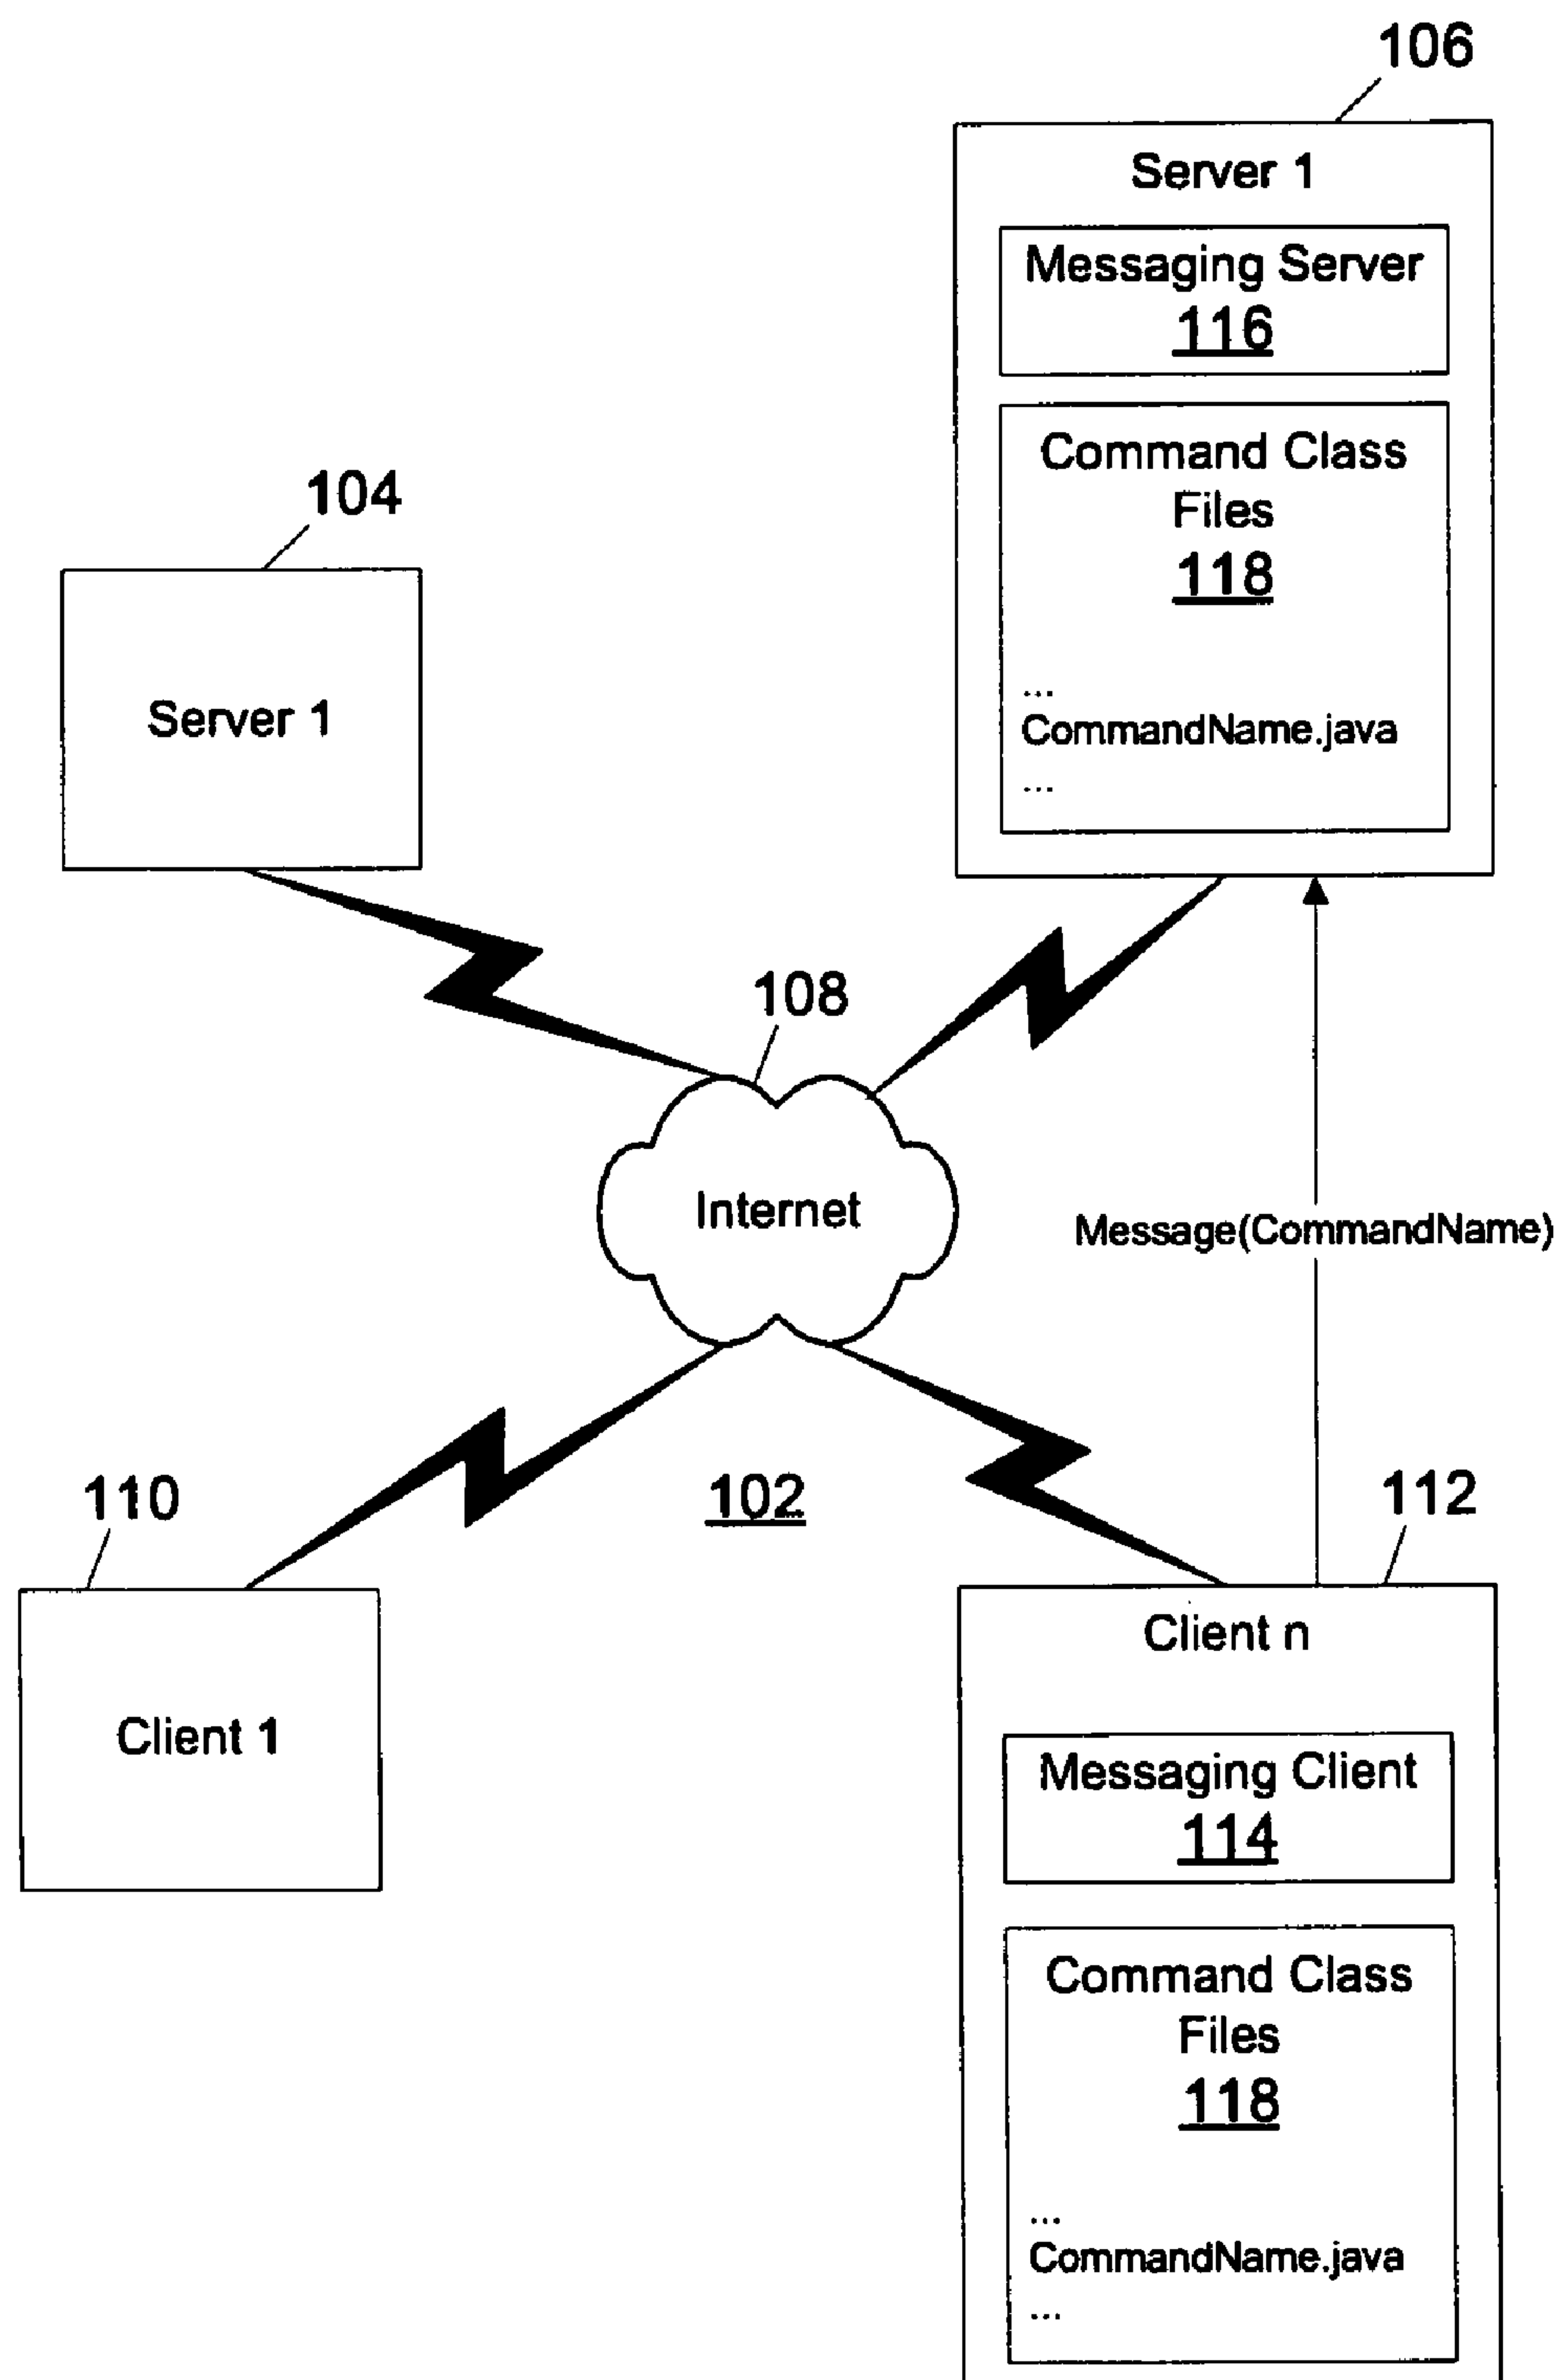 106
Server 1
Messaging Server
116
Command Class
Files
118
...
CommandName.java
...
104
Server 1
108
Internet
Message(CommandName)
102
110
Client 1
112
Client n
Messaging Client
114
Command Class
Files
118
...
CommandName.java
...